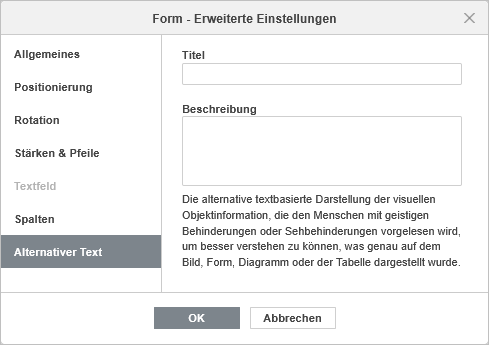 Form - Erweiterte Einstellungen
Allgemeines
Positionierung
Rotation
Stärken & Pfeile
Textfeld
Spalten
Alternativer Text
Titel
Beschreibung
Die alternative textbasierte Darstellung der visuellen
Objektinformation, die den Menschen mit geistigen
Behinderungen oder Sehbehinderungen vorgelesen wird,
um besser verstehen zu können, was genau auf dem
Bild, Form, Diagramm oder der Tabelle dargestellt wurde.
OK
Abbrechen